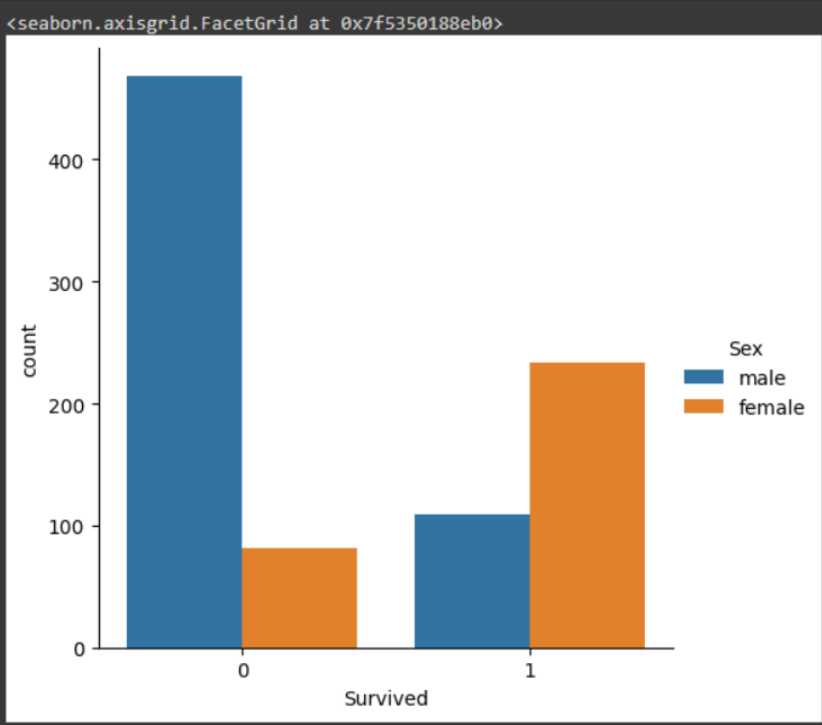 <seaborn.axisgrid.FacetGrid at 0x7f5350188eb0>
400
300
200
100
0
count
0 1
Survived
Sex
male
female